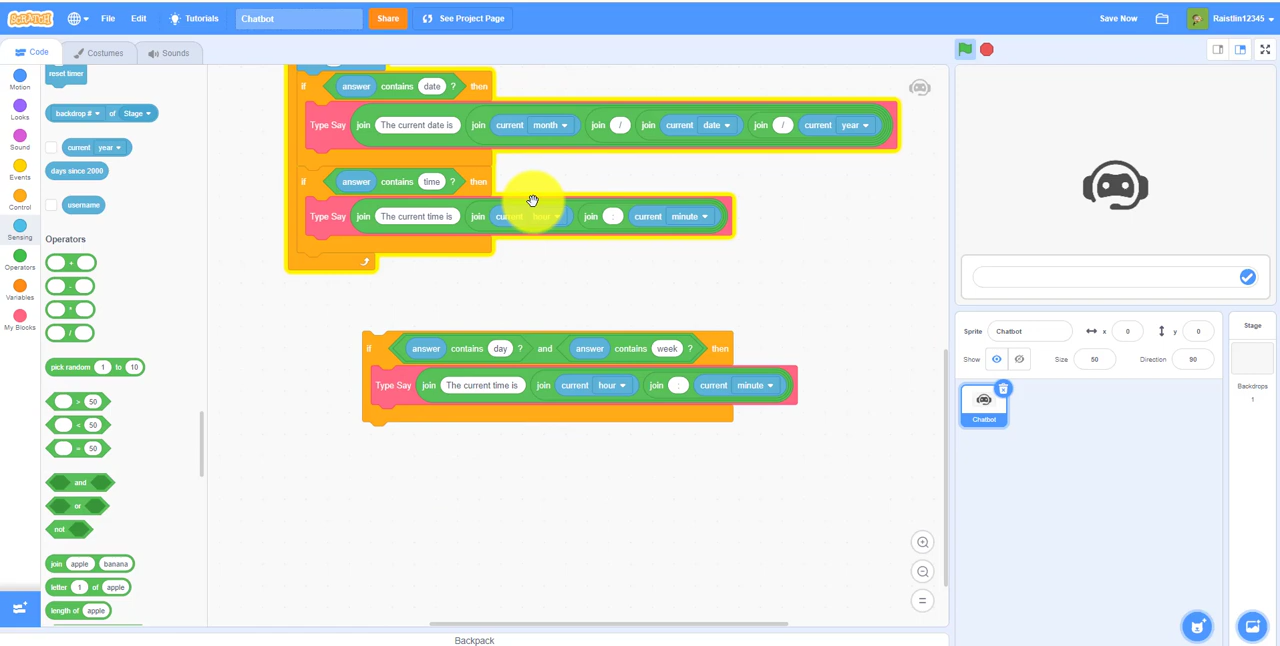 SCRATCH File Edit Tutorials Chatbot Share See Project Page Save Now Raistlin12345
Code Costumes Sounds
Motion
Looks
Sound
Events
Control
Sensing
Operators
Variables
My Blocks
reset timer
backdrop # of Stage
current year
days since 2000
username
Operators
+
-
*
/
pick random 1 to 10
> 50
< 50
= 50
and
or
not
join apple banana
letter 1 of apple
length of apple
if answer contains date ? then
Type Say join The current date is join current month join / join current date join / current year
if answer contains time ? then
Type Say join The current time is join current hour join : current minute
if answer contains day ? and answer contains week ? then
Type Say join The current time is join current hour join : current minute
Sprite Chatbot x 0 y 0
Show Size 50 Direction 90
Chatbot
Stage
Backdrops
1
Backpack